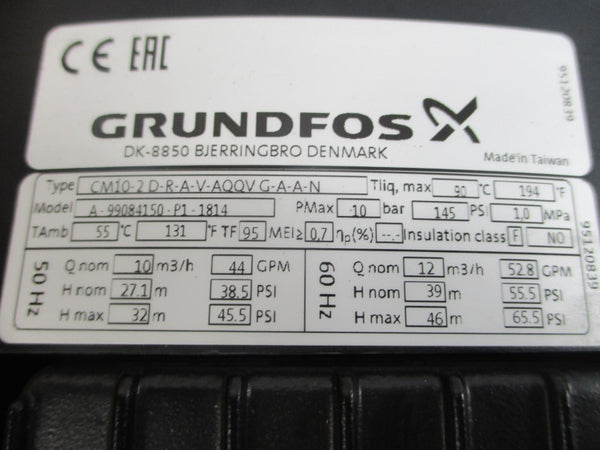 CE EAC
95120839
GRUNDFOS X
DK-8850 BJERRINGBRO DENMARK
Made in Taiwan
Type CM10-2 D-R-A-V-AQQV G-A-A-N Tliq, max 90 °C 194 °F
Model A - 99084150 - P1 - 1814 PMax 10 bar 145 PSI 1,0 MPa
TAmb 55 °C 131 °F TF 95 MEI≥ 0,7 ηp(%) --.- Insulation class F NO
95120839
50 Hz
Q nom 10 m3/h 44 GPM
H nom 27.1 m 38.5 PSI
H max 32 m 45.5 PSI
60 Hz
Q nom 12 m3/h 52.8 GPM
H nom 39 m 55.5 PSI
H max 46 m 65.5 PSI